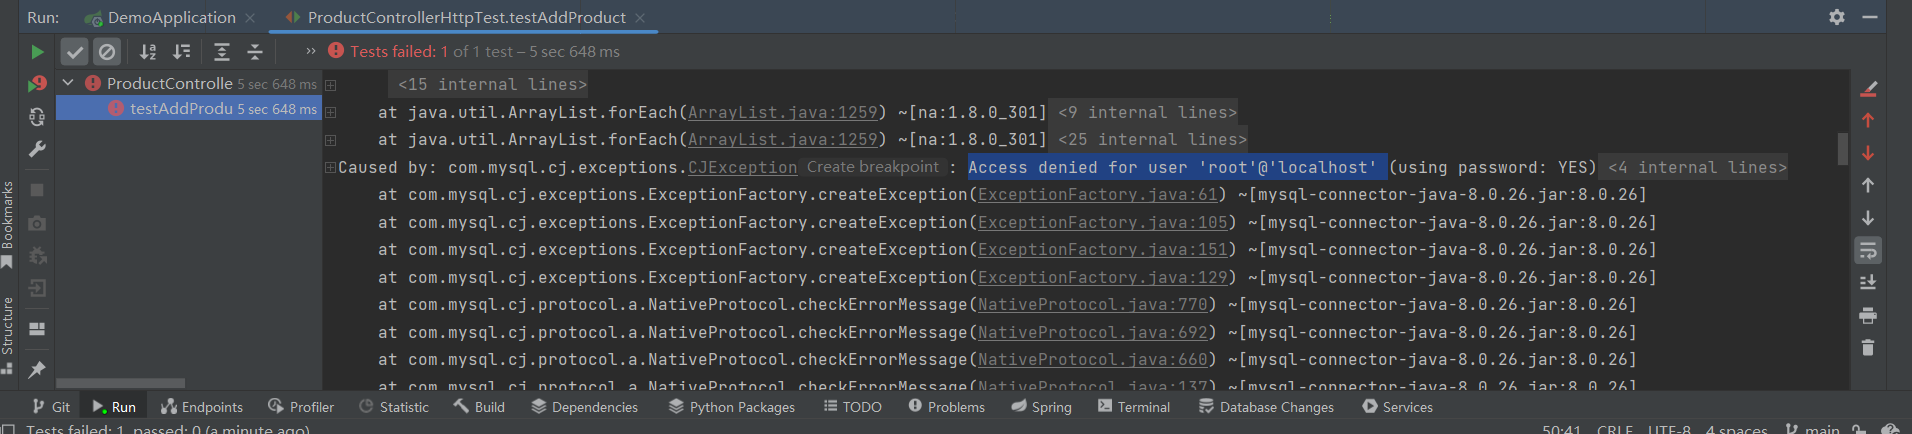 Run: DemoApplication × ProductControllerHttpTest.testAddProduct ×
» Tests failed: 1 of 1 test – 5 sec 648 ms
ProductControlle 5 sec 648 ms
testAddProdu 5 sec 648 ms
<15 internal lines>
at java.util.ArrayList.forEach(ArrayList.java:1259) ~[na:1.8.0_301] <9 internal lines>
at java.util.ArrayList.forEach(ArrayList.java:1259) ~[na:1.8.0_301] <25 internal lines>
Caused by: com.mysql.cj.exceptions.CJException Create breakpoint : Access denied for user 'root'@'localhost' (using password: YES) <4 internal lines>
at com.mysql.cj.exceptions.ExceptionFactory.createException(ExceptionFactory.java:61) ~[mysql-connector-java-8.0.26.jar:8.0.26]
at com.mysql.cj.exceptions.ExceptionFactory.createException(ExceptionFactory.java:105) ~[mysql-connector-java-8.0.26.jar:8.0.26]
at com.mysql.cj.exceptions.ExceptionFactory.createException(ExceptionFactory.java:151) ~[mysql-connector-java-8.0.26.jar:8.0.26]
at com.mysql.cj.exceptions.ExceptionFactory.createException(ExceptionFactory.java:129) ~[mysql-connector-java-8.0.26.jar:8.0.26]
at com.mysql.cj.protocol.a.NativeProtocol.checkErrorMessage(NativeProtocol.java:770) ~[mysql-connector-java-8.0.26.jar:8.0.26]
at com.mysql.cj.protocol.a.NativeProtocol.checkErrorMessage(NativeProtocol.java:692) ~[mysql-connector-java-8.0.26.jar:8.0.26]
at com.mysql.cj.protocol.a.NativeProtocol.checkErrorMessage(NativeProtocol.java:660) ~[mysql-connector-java-8.0.26.jar:8.0.26]
at com.mysql.cj.protocol.a.NativeProtocol.checkErrorMessage(NativeProtocol.java:137) ~[mysql-connector-java-8.0.26.jar:8.0.26]
Bookmarks
Structure
Git Run Endpoints Profiler Statistic Build Dependencies Python Packages TODO Problems Spring Terminal Database Changes Services
Tests failed: 1, passed: 0 (a minute ago) 50:41 CRLF UTF-8 4 spaces main